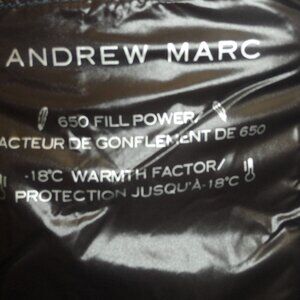 ANDREW MARC
650 FILL POWER/
ACTEUR DE GONFLEMENT DE 650
-18°C WARMTH FACTOR/
PROTECTION JUSQU'À -18°C